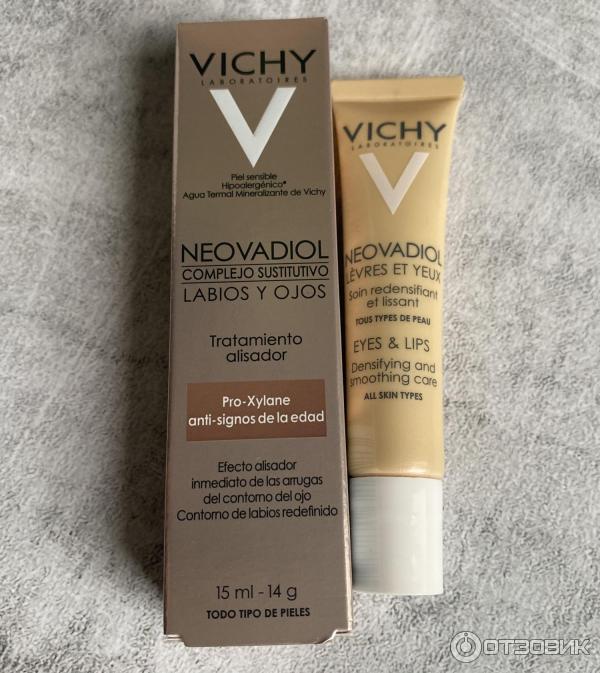 VICHY
LABORATOIRES
Piel sensible
Hipoalergénico*
Agua Termal Mineralizante de Vichy
NEOVADIOL
COMPLEJO SUSTITUTIVO
LABIOS Y OJOS
Tratamiento
alisador
Pro-Xylane
anti-signos de la edad
Efecto alisador
inmediato de las arrugas
del contorno del ojo
Contorno de labios redefinido
15 ml - 14 g
TODO TIPO DE PIELES
VICHY
LABORATOIRES
NEOVADIOL
LÈVRES ET YEUX
Soin redensifiant
et lissant
TOUS TYPES DE PEAU
EYES & LIPS
Densifying and
smoothing care
ALL SKIN TYPES
ОТЗОВИК